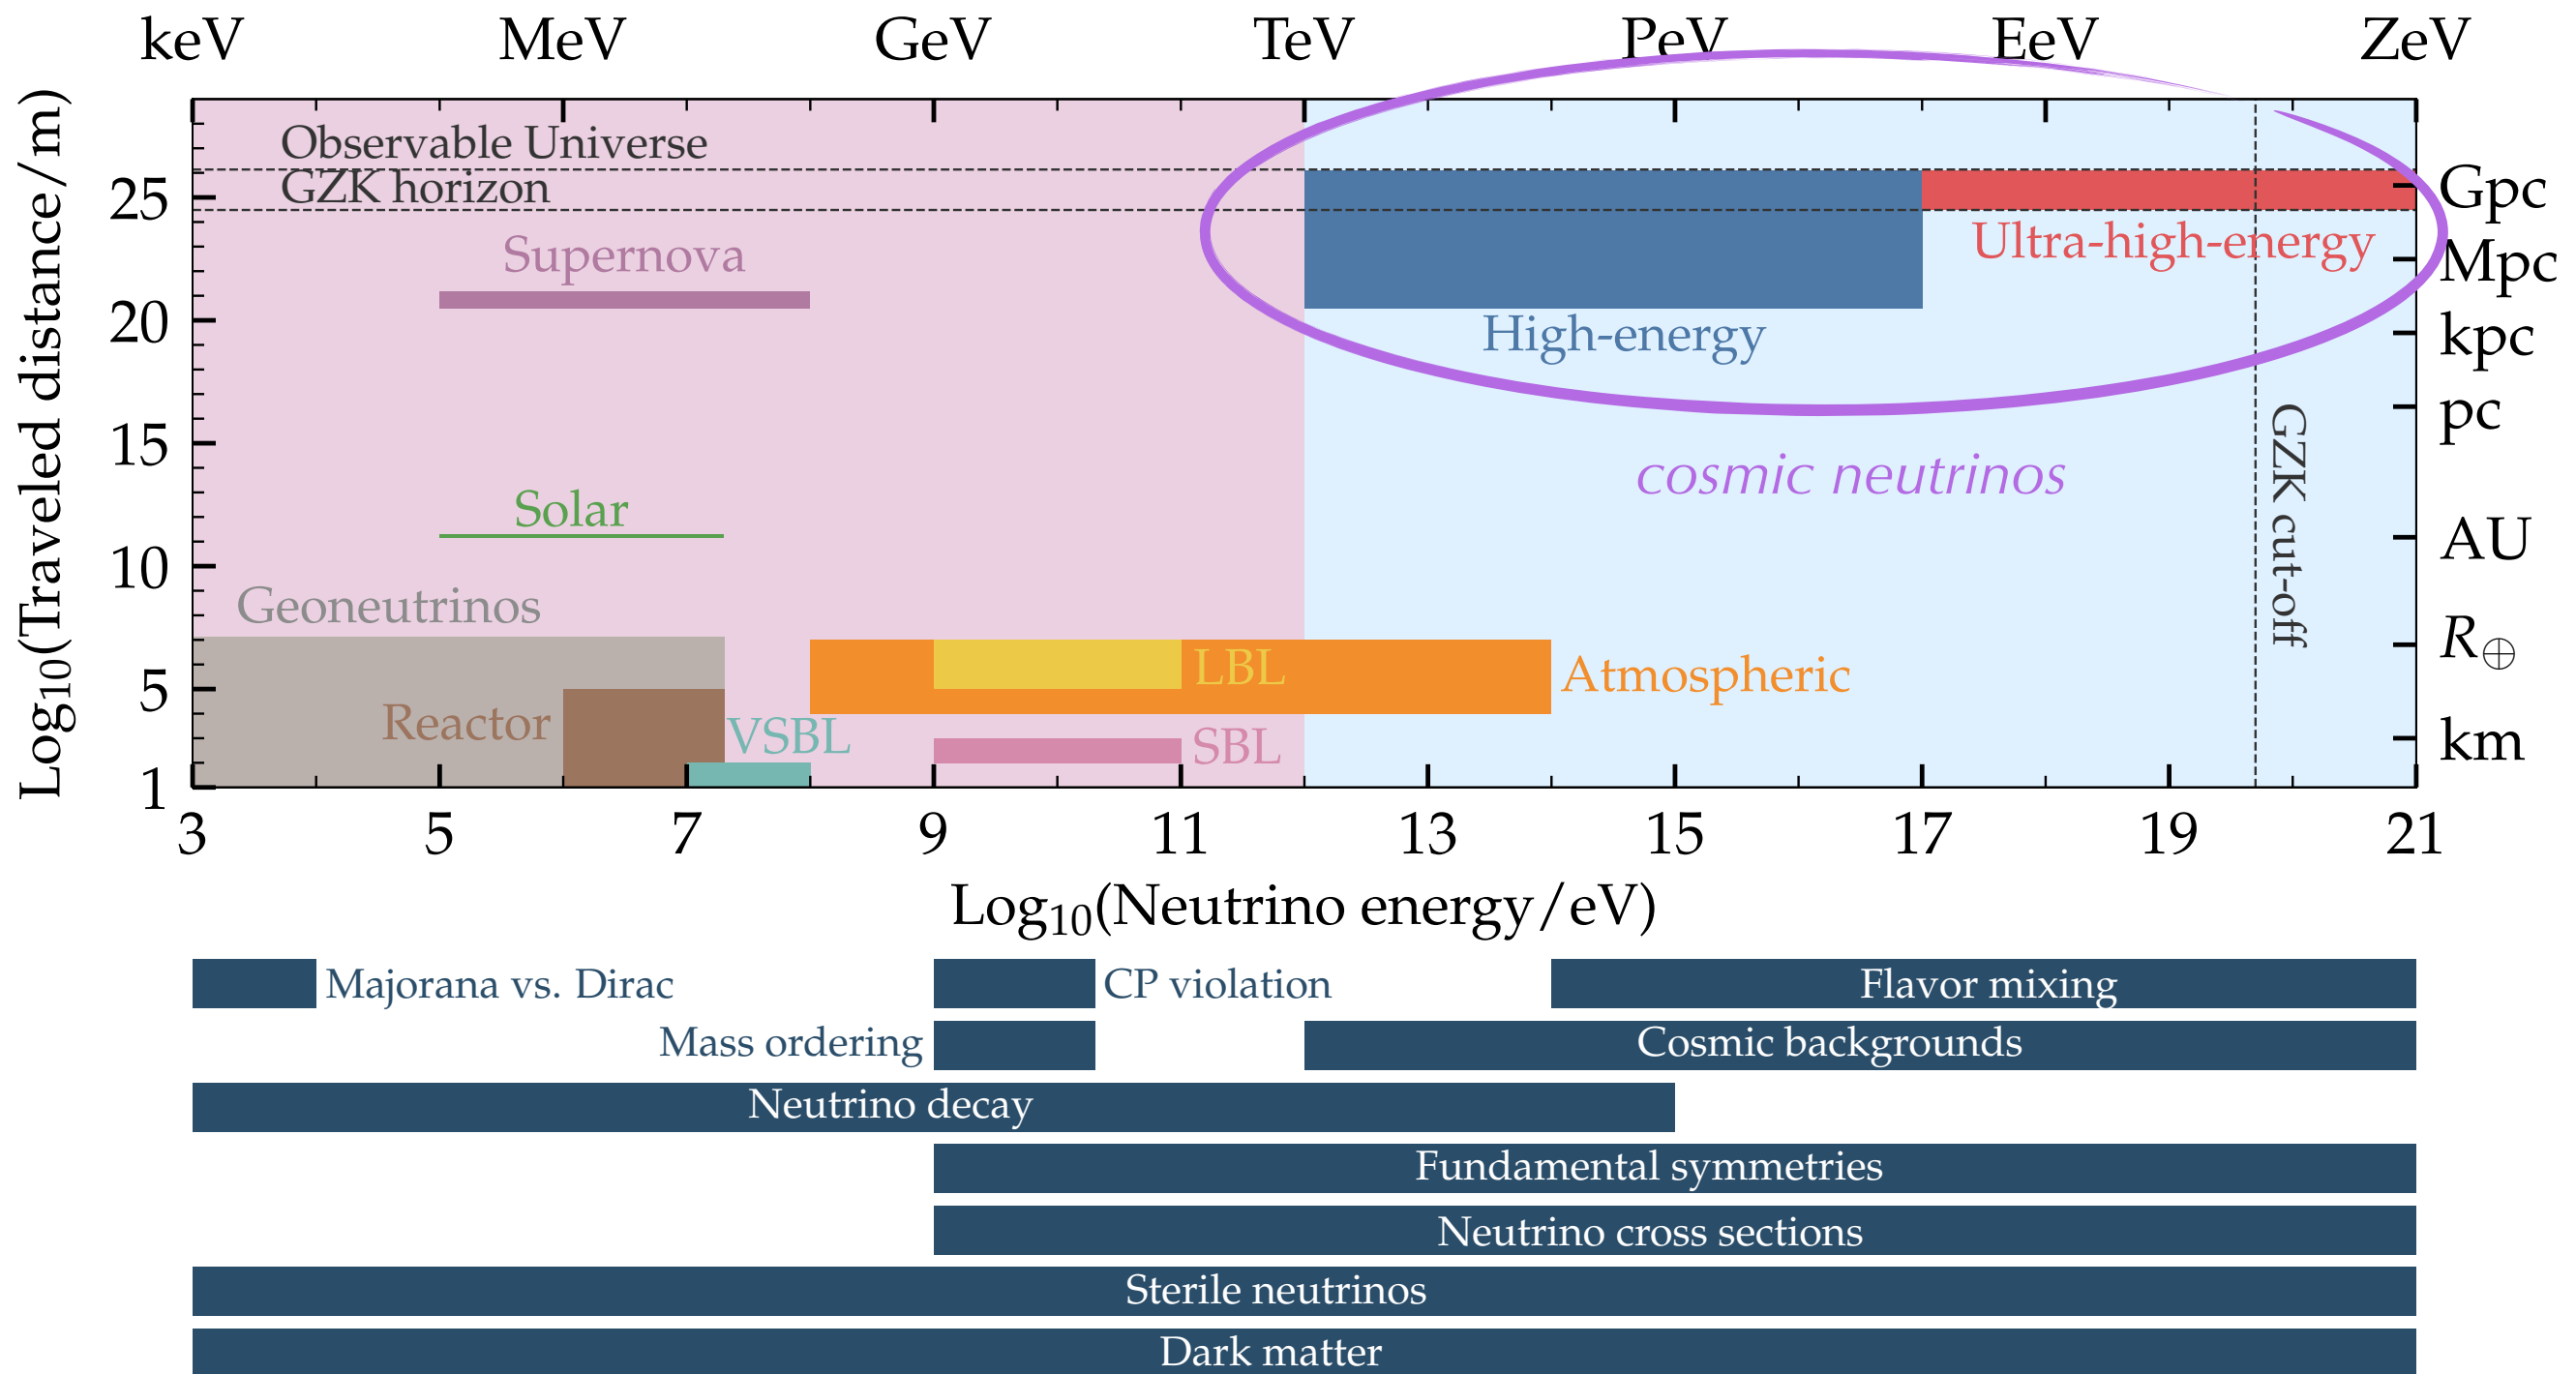 keV MeV GeV TeV PeV EeV ZeV
Log₁₀(Traveled distance/m)
Observable Universe
GZK horizon
25
Gpc
Supernova
Ultra-high-energy
Mpc
20
High-energy
kpc
pc
15
cosmic neutrinos
GZK cut-off
Solar
AU
10
Geoneutrinos
R⊕
LBL
Atmospheric
5
Reactor
VSBL
SBL
km
1
3 5 7 9 11 13 15 17 19 21
Log₁₀(Neutrino energy/eV)
Majorana vs. Dirac
CP violation
Flavor mixing
Mass ordering
Cosmic backgrounds
Neutrino decay
Fundamental symmetries
Neutrino cross sections
Sterile neutrinos
Dark matter